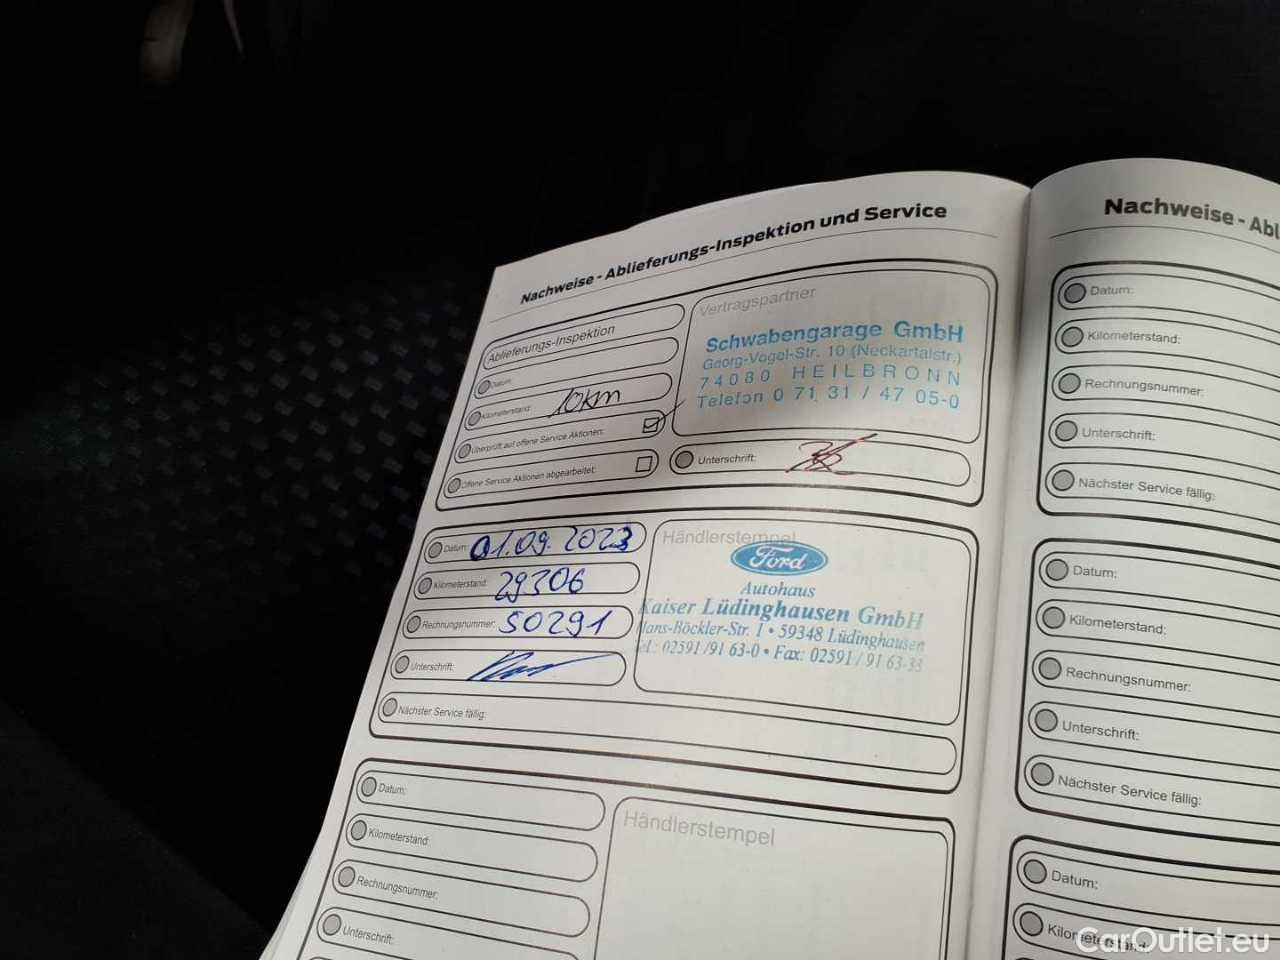 Nachweise - Ablieferungs-Inspektion und Service
Ablieferungs-Inspektion
Datum:
Kilometerstand: 10km
Überprüft auf offene Service Aktionen:
Offene Service Aktionen abgearbeitet:
Vertragspartner
Schwabengarage GmbH
Georg-Vogel-Str. 10 (Neckartalstr.)
74080 HEILBRONN
Telefon 0 71 31 / 47 05-0
Unterschrift:
Datum: 01.09.2023
Kilometerstand: 29306
Rechnungsnummer: 50291
Unterschrift:
Nächster Service fällig:
Händlerstempel
Ford
Autohaus
Kaiser Lüdinghausen GmbH
Hans-Böckler-Str. 1 • 59348 Lüdinghausen
el.: 02591 /91 63-0 • Fax: 02591 / 91 63-33
Datum:
Kilometerstand:
Rechnungsnummer:
Unterschrift:
Händlerstempel
Nachweise - Abl
Datum:
Kilometerstand:
Rechnungsnummer:
Unterschrift:
Nächster Service fällig:
Datum:
Kilometerstand:
Rechnungsnummer:
Unterschrift:
Nächster Service fällig:
Datum:
Kilometerstand:
CarOutlet.eu